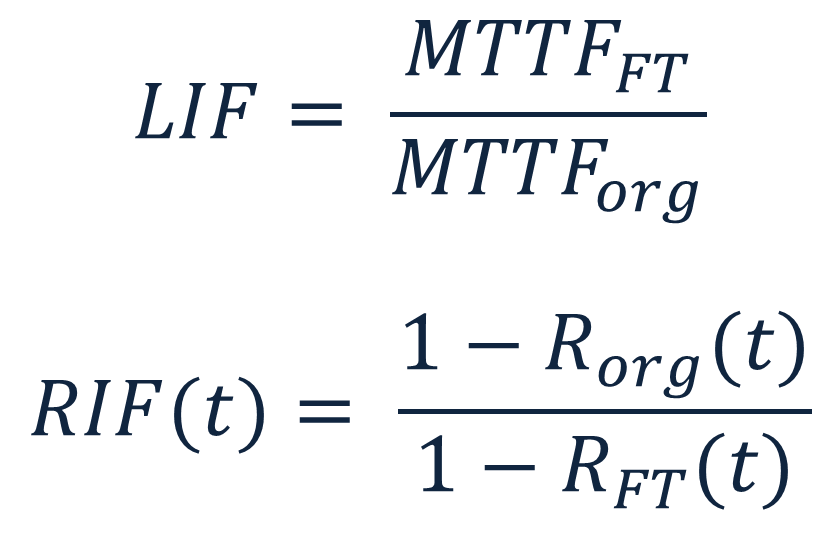 LIF = MTTF_FT / MTTF_org
RIF(t) = 1 − R_org(t) / 1 − R_FT(t)